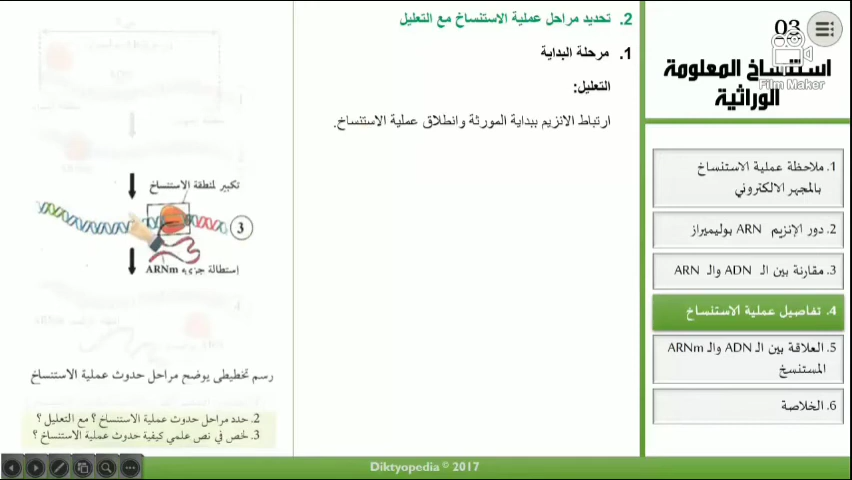 03
استنساخ المعلومة
الوراثية
Film Maker
1. ملاحظة عملية الاستنساخ
بالمجهر الالكتروني
2. دور الإنزيم ARN بوليميراز
3. مقارنة بين الـ ADN والـ ARN
4. تفاصيل عملية الاستنساخ
5. العلاقة بين الـ ADN والـ ARNm
المستنسخ
6. الخلاصة
2. تحديد مراحل عملية الاستنساخ مع التعليل
1. مرحلة البداية
التعليل:
ارتباط الانزيم ببداية المورثة وانطلاق عملية الاستنساخ.
تكبير لمنطقة الاستنساخ
3
استطالة جزيء ARNm
رسم تخطيطي يوضح مراحل حدوث عملية الاستنساخ
2. حدد مراحل حدوث عملية الاستنساخ ؟ مع التعليل ؟
3. لخص في نص علمي كيفية حدوث عملية الاستنساخ ؟
Diktyopedia © 2017